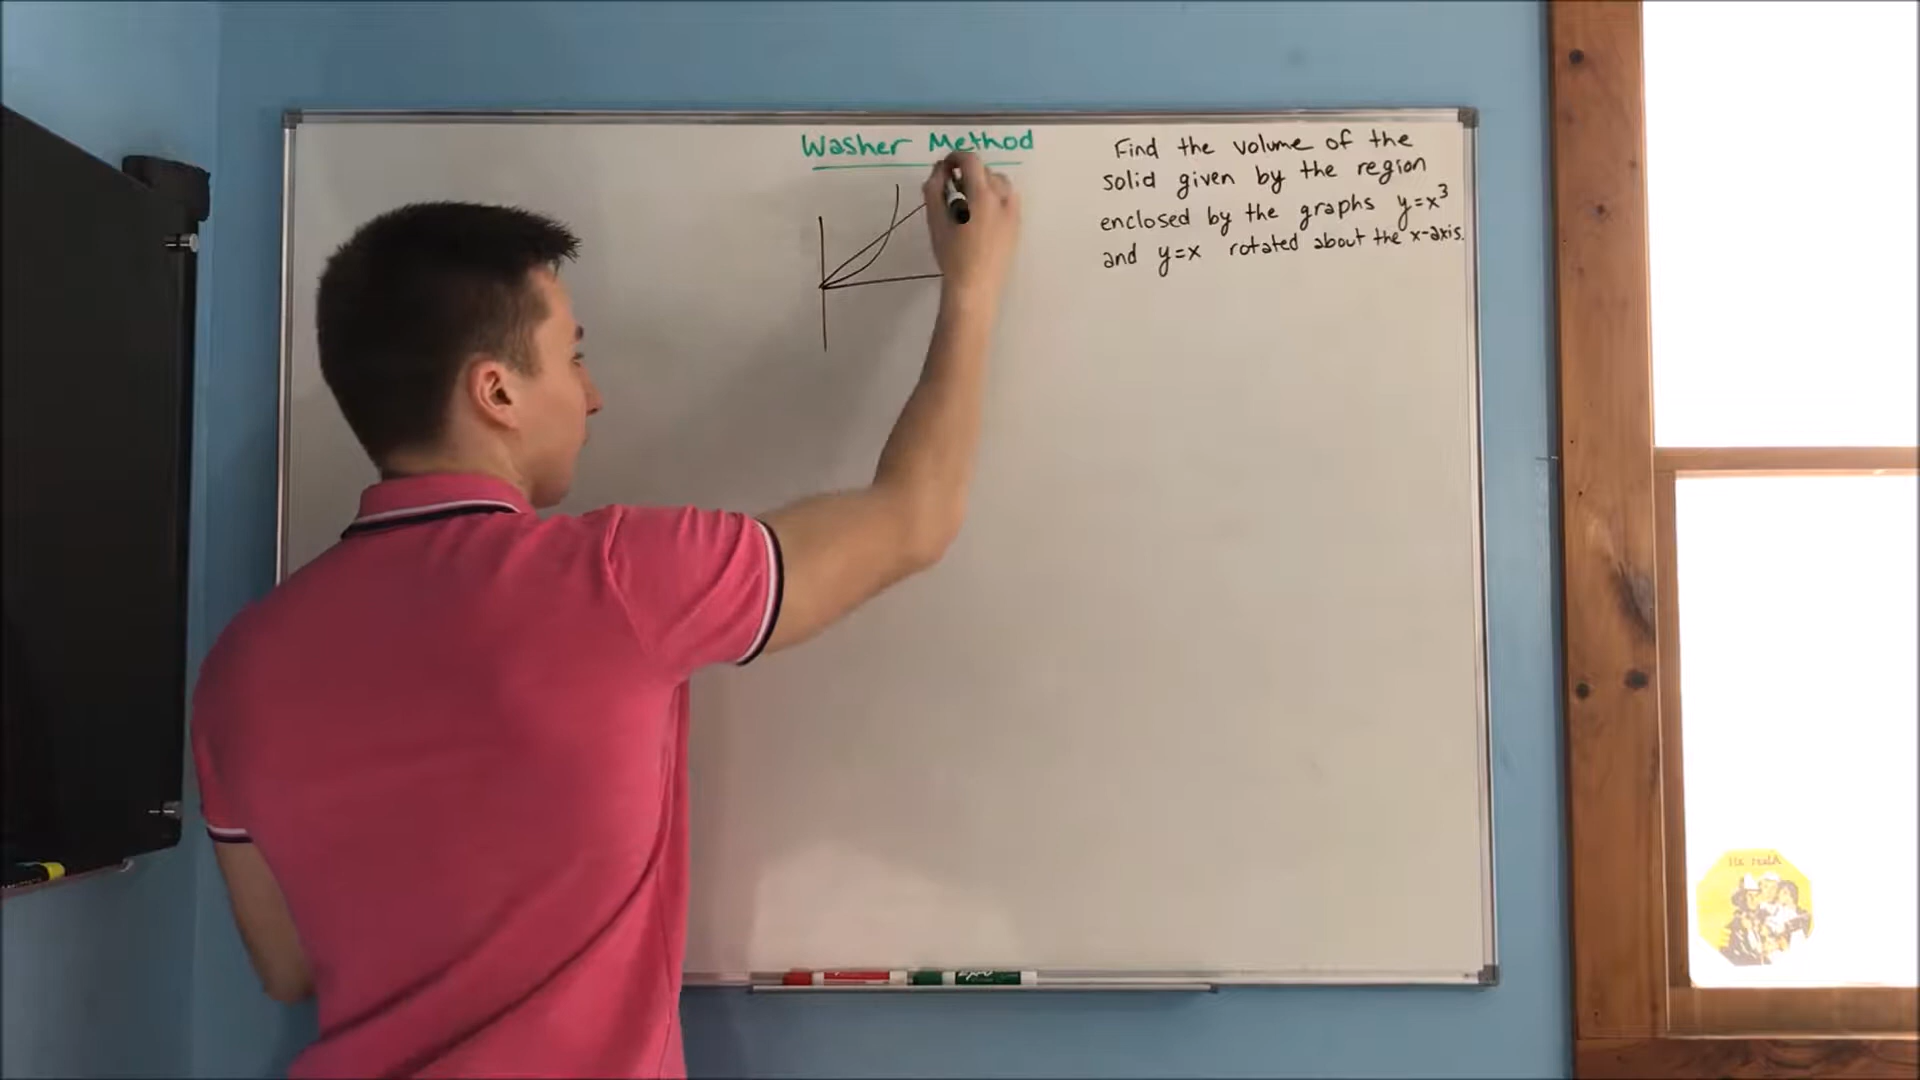 Washer Method
Find the volume of the
solid given by the region
enclosed by the graphs y=x³
and y=x rotated about the x-axis.